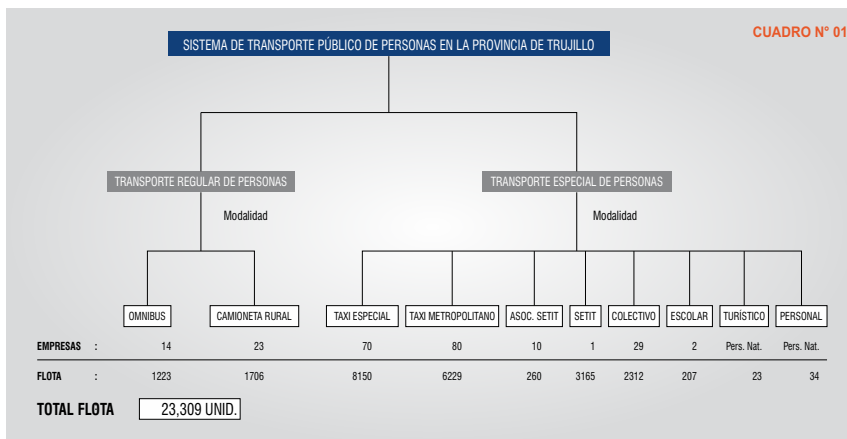 CUADRO N° 01
SISTEMA DE TRANSPORTE PÚBLICO DE PERSONAS EN LA PROVINCIA DE TRUJILLO
TRANSPORTE REGULAR DE PERSONAS TRANSPORTE ESPECIAL DE PERSONAS
Modalidad Modalidad
OMNIBUS CAMIONETA RURAL TAXI ESPECIAL TAXI METROPOLITANO ASOC. SETIT SETIT COLECTIVO ESCOLAR TURÍSTICO PERSONAL
EMPRESAS : 14 23 70 80 10 1 29 2 Pers. Nat. Pers. Nat.
FLOTA : 1223 1706 8150 6229 260 3165 2312 207 23 34
TOTAL FLOTA 23,309 UNID.